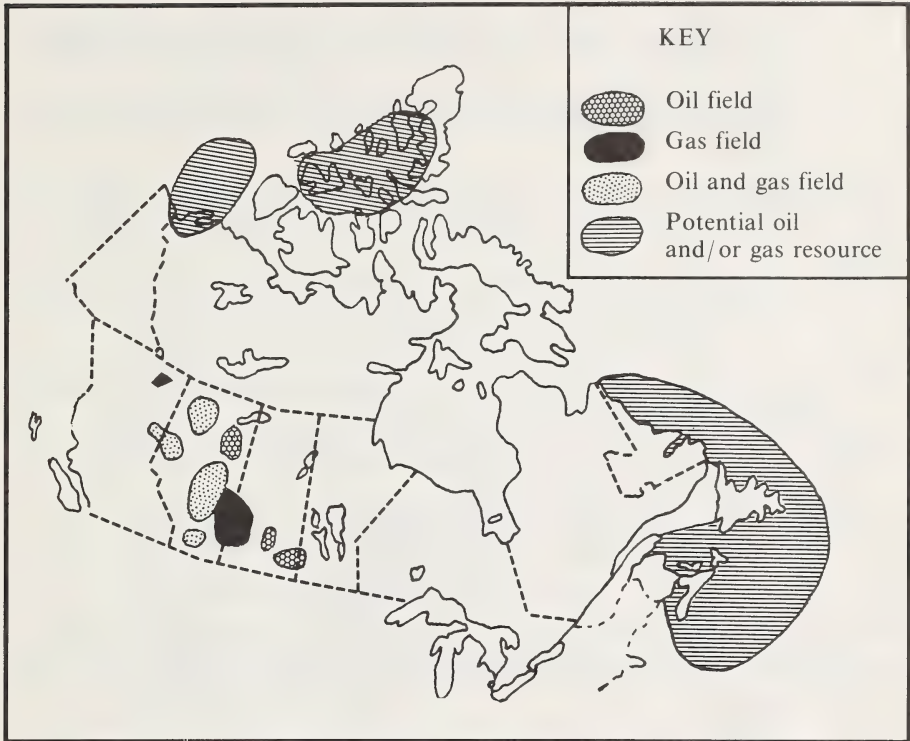 KEY
Oil field
Gas field
Oil and gas field
Potential oil
and/or gas resource